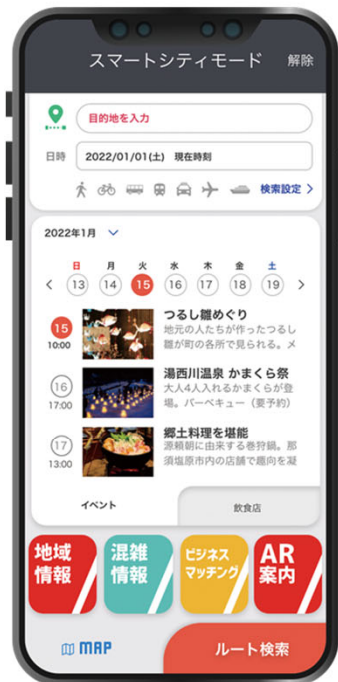 スマートシティモード 解除
目的地を入力
日時 2022/01/01(土) 現在時刻
検索設定 >
2022年1月
日 月 火 水 木 金 土
< 13 14 15 16 17 18 19 >
15
10:00
つるし雛めぐり
地元の人たちが作ったつるし
雛が町の各所で見られる。メ
16
17:00
湯西川温泉 かまくら祭
大人4人入れるかまくらが登
場。バーベキュー（要予約）
17
13:00
郷土料理を堪能
源頼朝に由来する巻狩鍋。那
須塩原市内の店舗で趣向を凝
イベント 飲食店
地域
情報
混雑
情報
ビジネス
マッチング
AR
案内
MAP
ルート検索